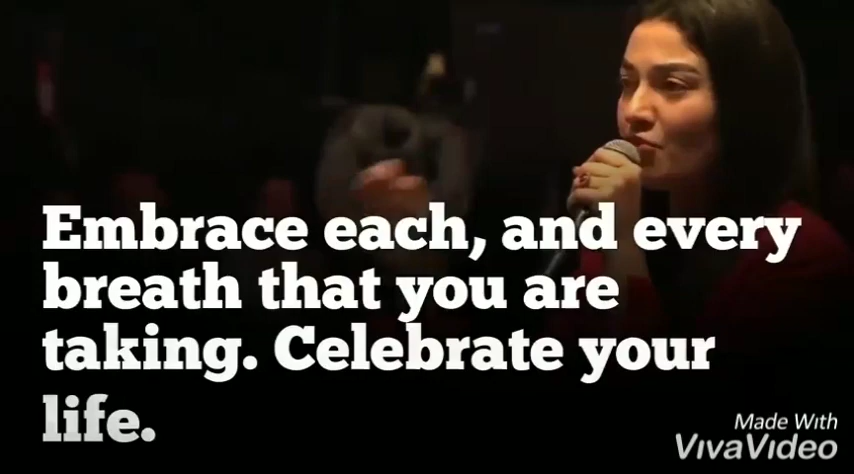 Embrace each, and every
breath that you are
taking. Celebrate your
life.
Made With
VivaVideo